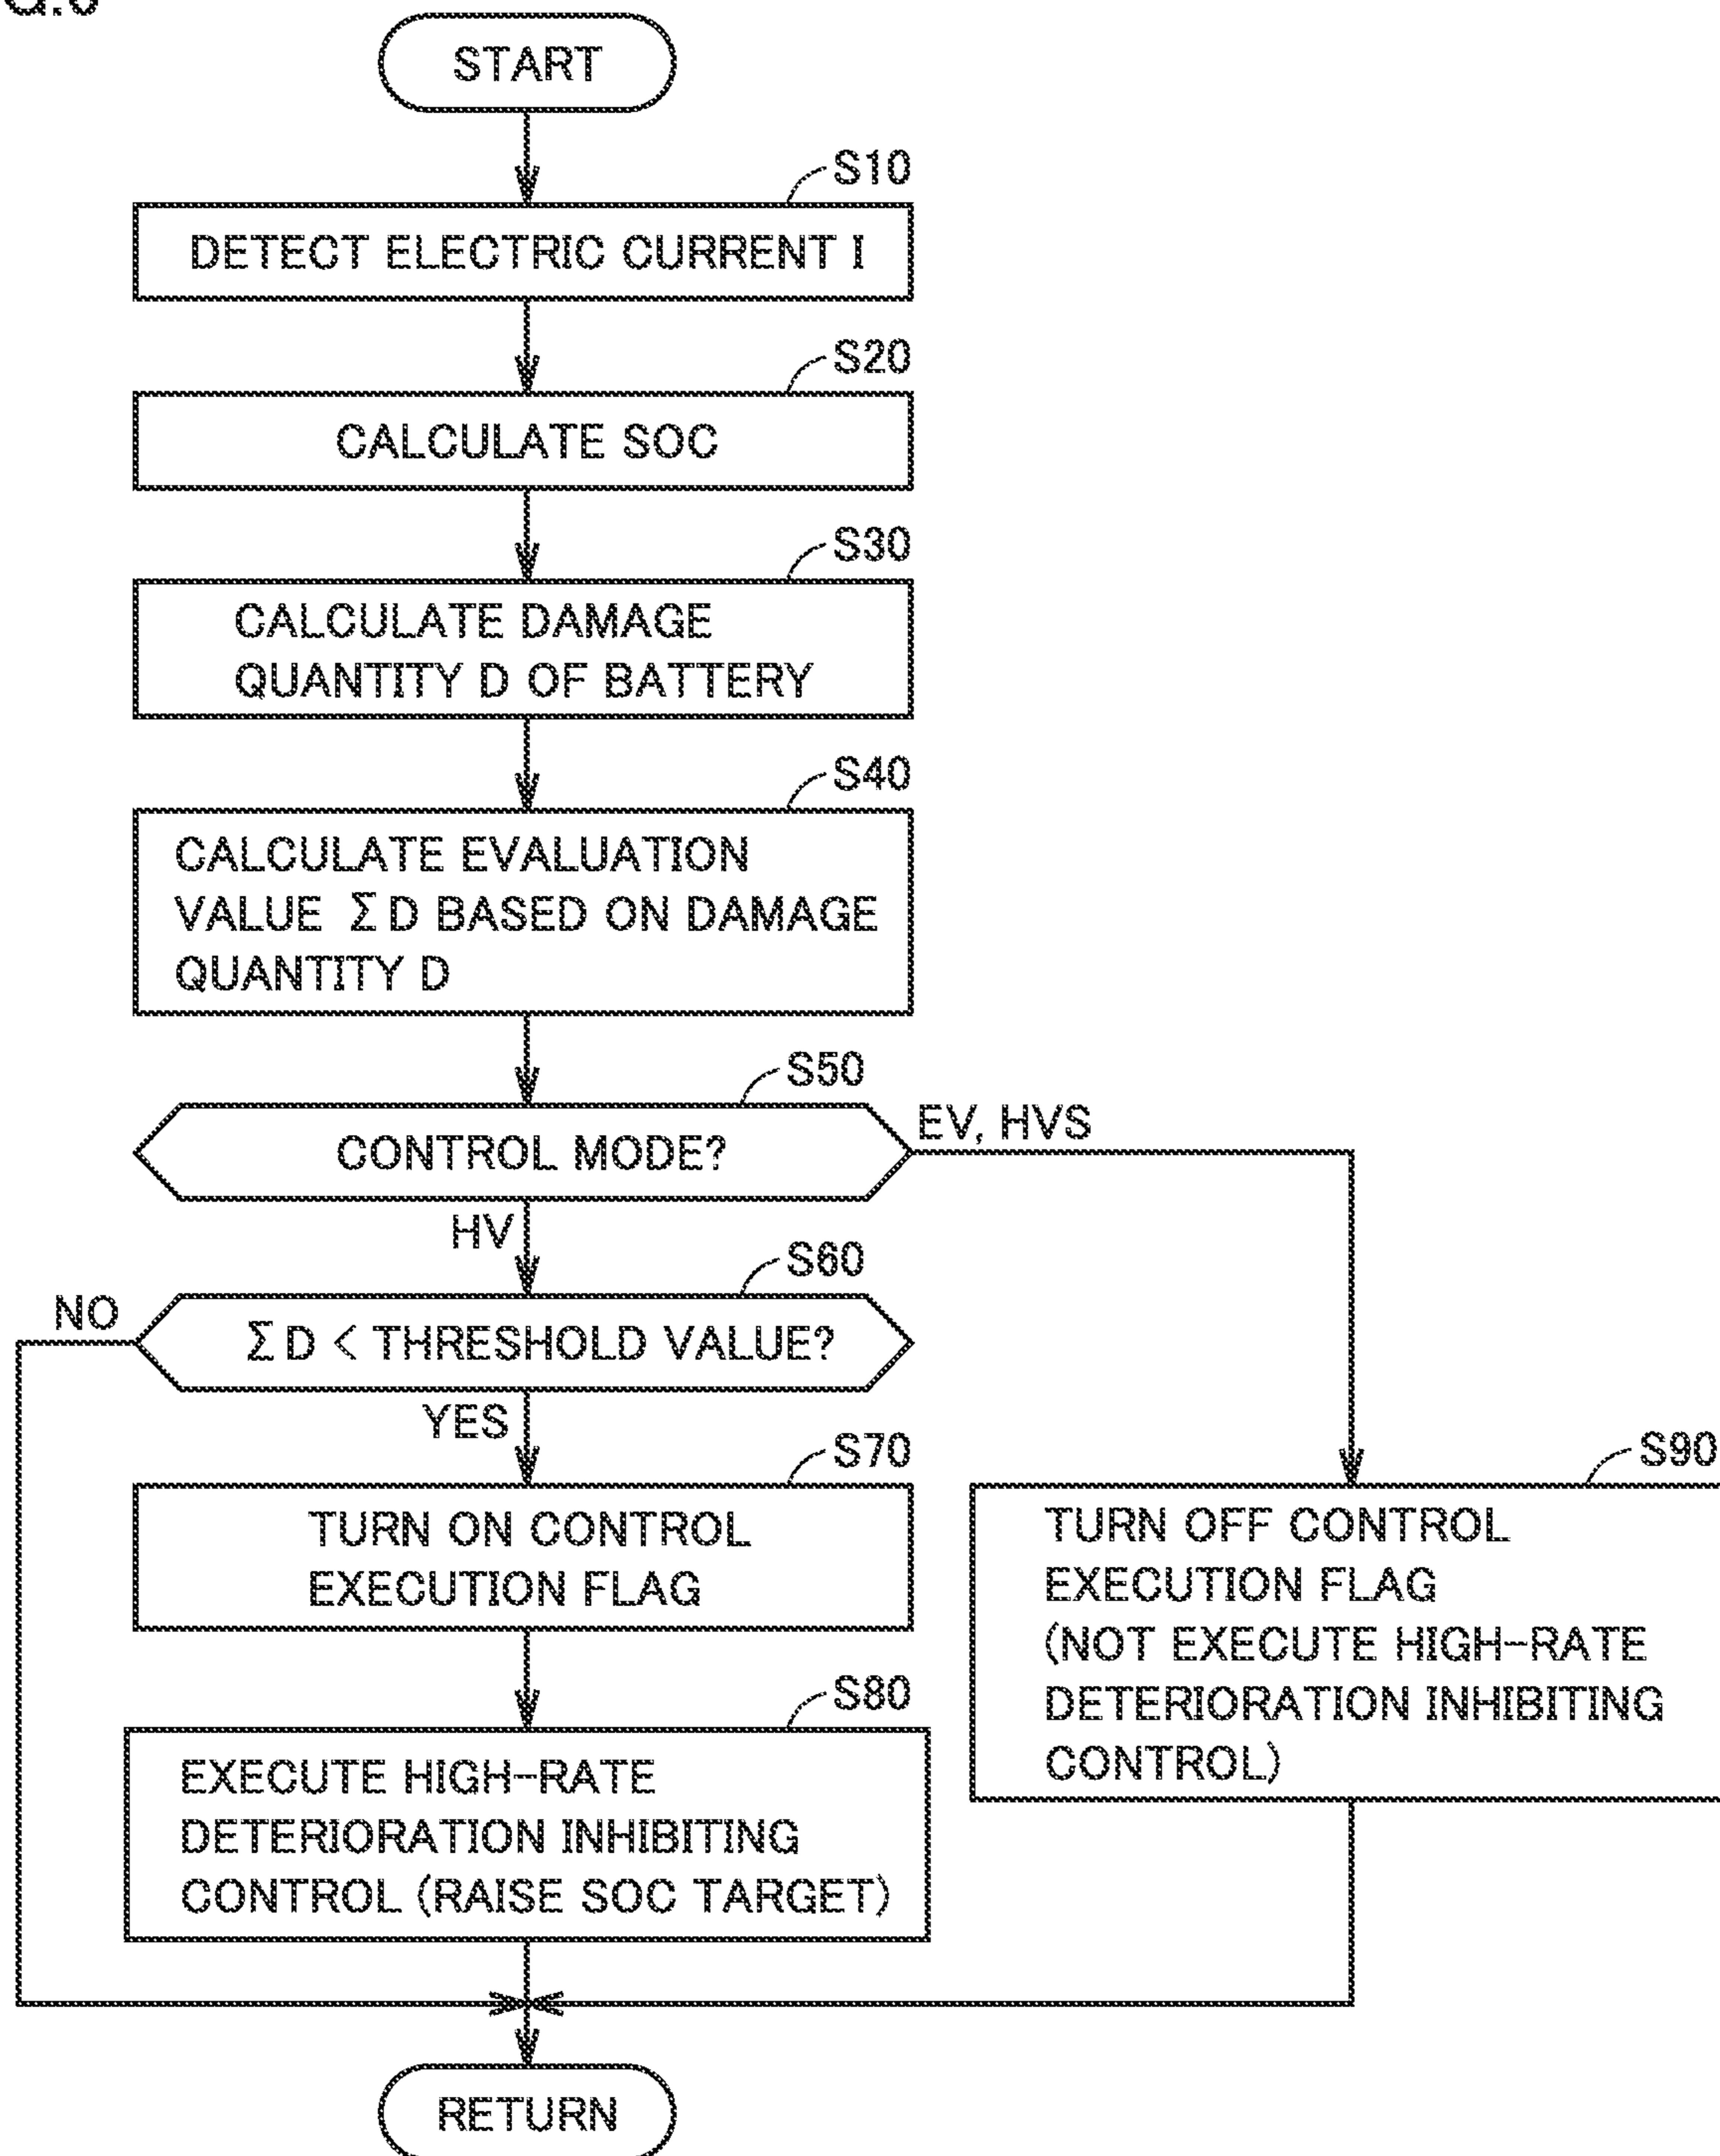 START
S10
DETECT ELECTRIC CURRENT I
S20
CALCULATE SOC
S30
CALCULATE DAMAGE
QUANTITY D OF BATTERY
S40
CALCULATE EVALUATION
VALUE ΣD BASED ON DAMAGE
QUANTITY D
S50
CONTROL MODE?
EV, HVS
HV
S60
NO
ΣD < THRESHOLD VALUE?
YES
S70
TURN ON CONTROL
EXECUTION FLAG
S90
TURN OFF CONTROL
EXECUTION FLAG
(NOT EXECUTE HIGH-RATE
DETERIORATION INHIBITING
CONTROL)
S80
EXECUTE HIGH-RATE
DETERIORATION INHIBITING
CONTROL (RAISE SOC TARGET)
RETURN